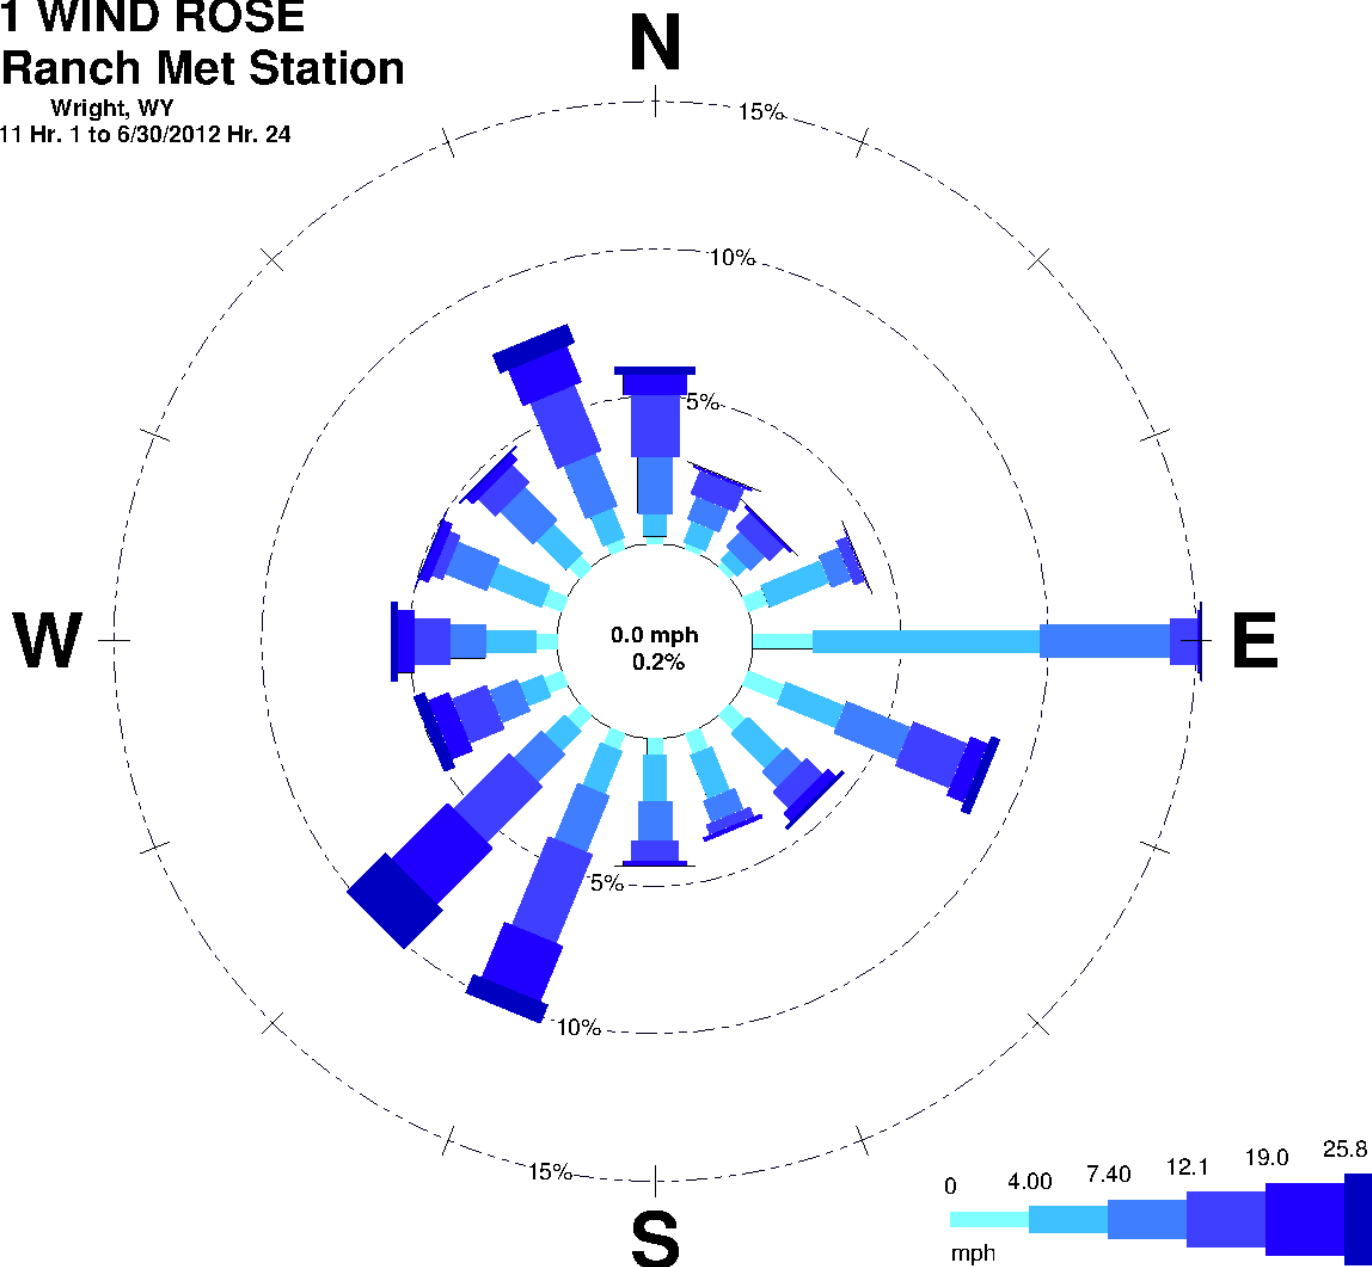 1 WIND ROSE
Ranch Met Station
Wright, WY
11 Hr. 1 to 6/30/2012 Hr. 24
N
15%
10%
5%
W
0.0 mph
0.2%
E
5%
10%
15%
S
0 4.00 7.40 12.1 19.0 25.8
mph